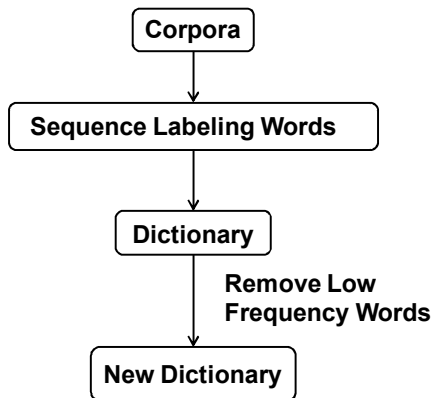 Corpora
Sequence Labeling Words
Dictionary
Remove Low
Frequency Words
New Dictionary